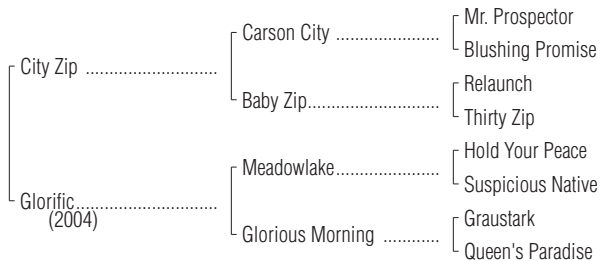 Mr. Prospector
Carson City ..................
Blushing Promise
City Zip .......................
Relaunch
Baby Zip.......................
Thirty Zip
Hold Your Peace
Meadowlake..................
Suspicious Native
Glorific.........................
(2004)
Graustark
Glorious Morning ............
Queen's Paradise